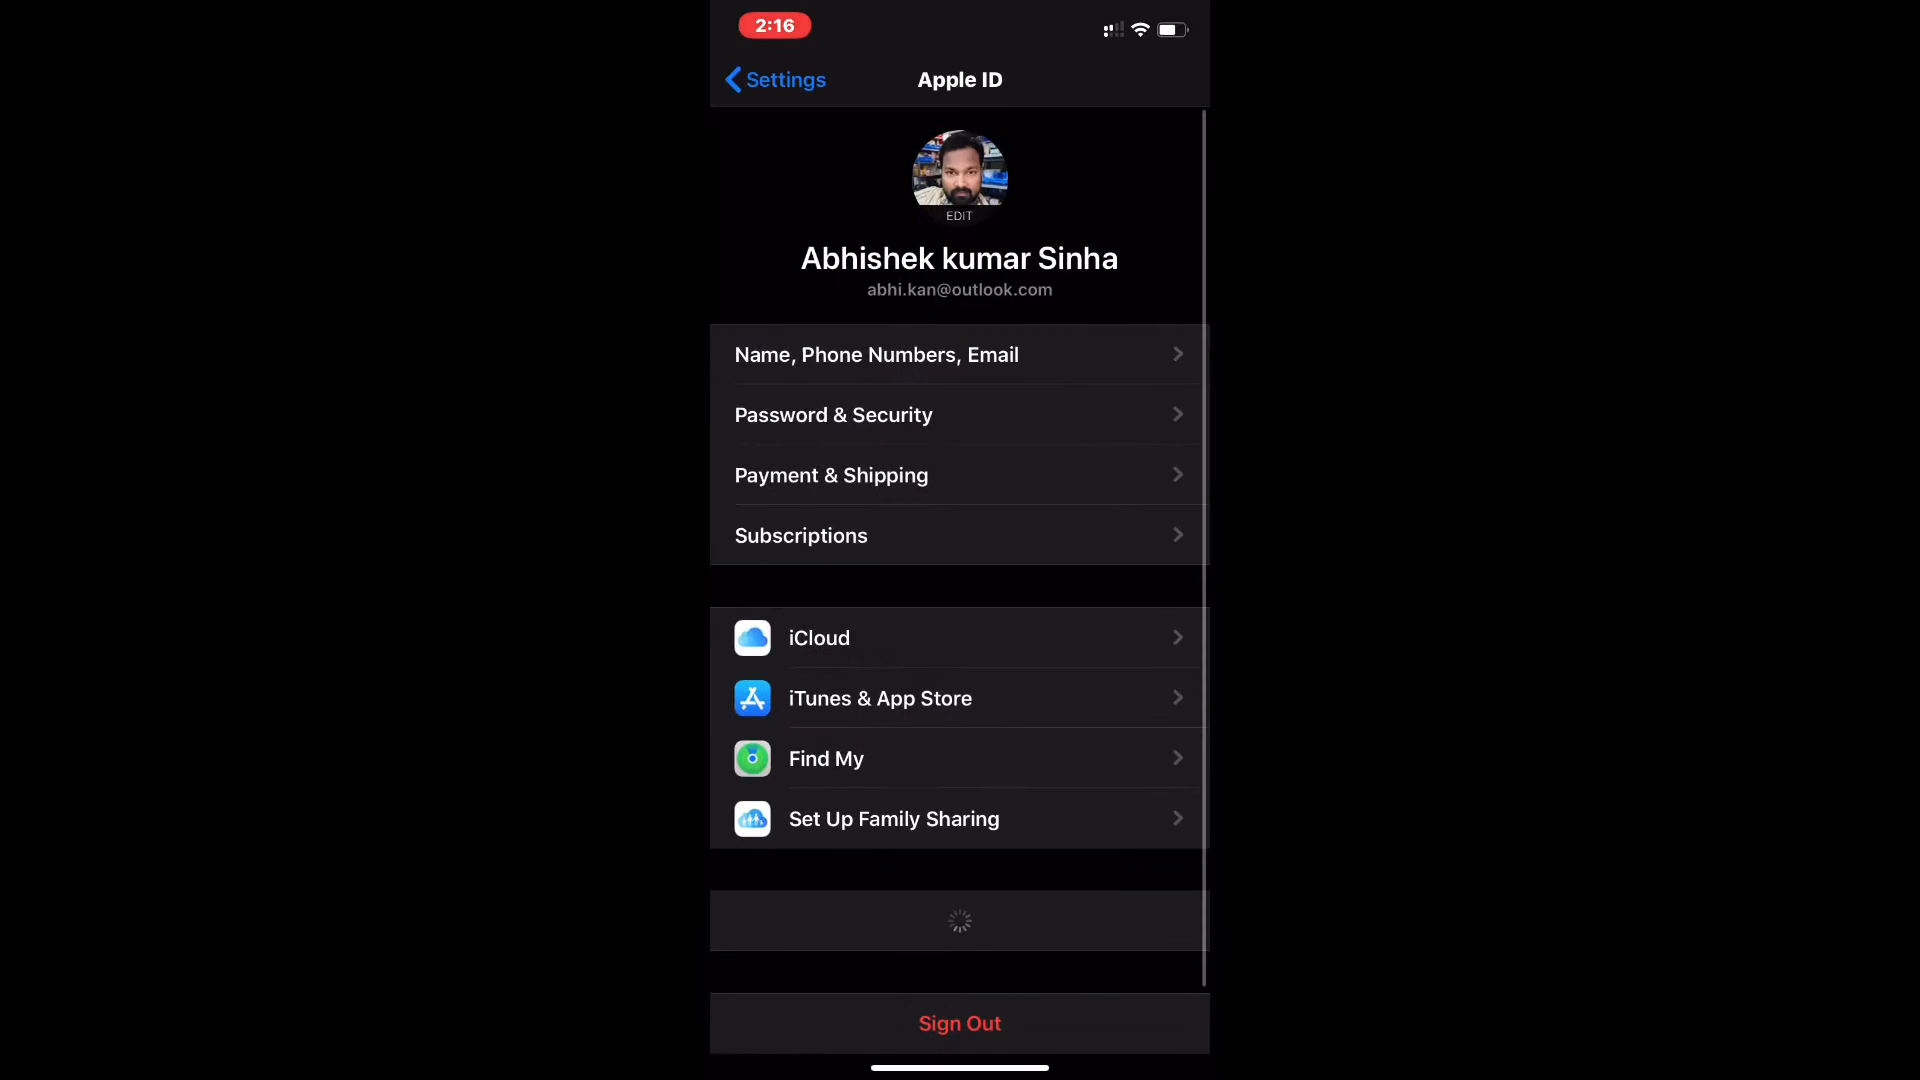 2:16
Settings
Apple ID
EDIT
Abhishek kumar Sinha
abhi.kan@outlook.com
Name, Phone Numbers, Email
Password & Security
Payment & Shipping
Subscriptions
iCloud
iTunes & App Store
Find My
Set Up Family Sharing
Sign Out